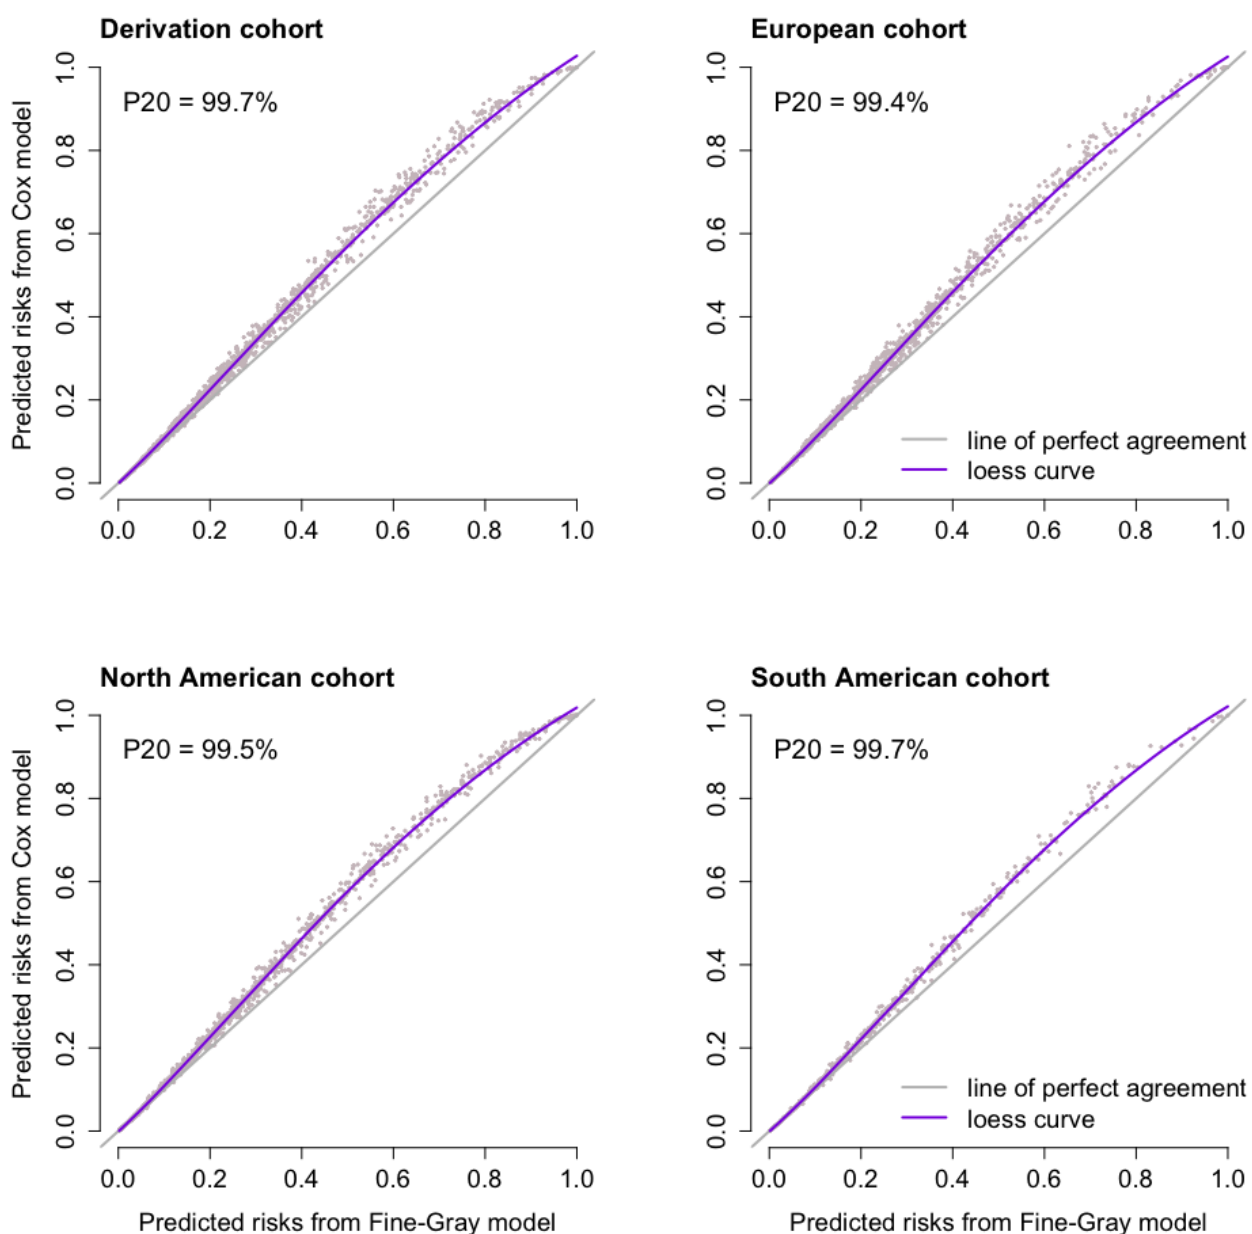 Derivation cohort
P20 = 99.7%
Predicted risks from Cox model
1.0
0.8
0.6
0.4
0.2
0.0
0.0 0.2 0.4 0.6 0.8 1.0
European cohort
P20 = 99.4%
1.0
0.8
0.6
0.4
0.2
0.0
line of perfect agreement
loess curve
0.0 0.2 0.4 0.6 0.8 1.0
North American cohort
P20 = 99.5%
Predicted risks from Cox model
1.0
0.8
0.6
0.4
0.2
0.0
0.0 0.2 0.4 0.6 0.8 1.0
Predicted risks from Fine-Gray model
South American cohort
P20 = 99.7%
1.0
0.8
0.6
0.4
0.2
0.0
line of perfect agreement
loess curve
0.0 0.2 0.4 0.6 0.8 1.0
Predicted risks from Fine-Gray model